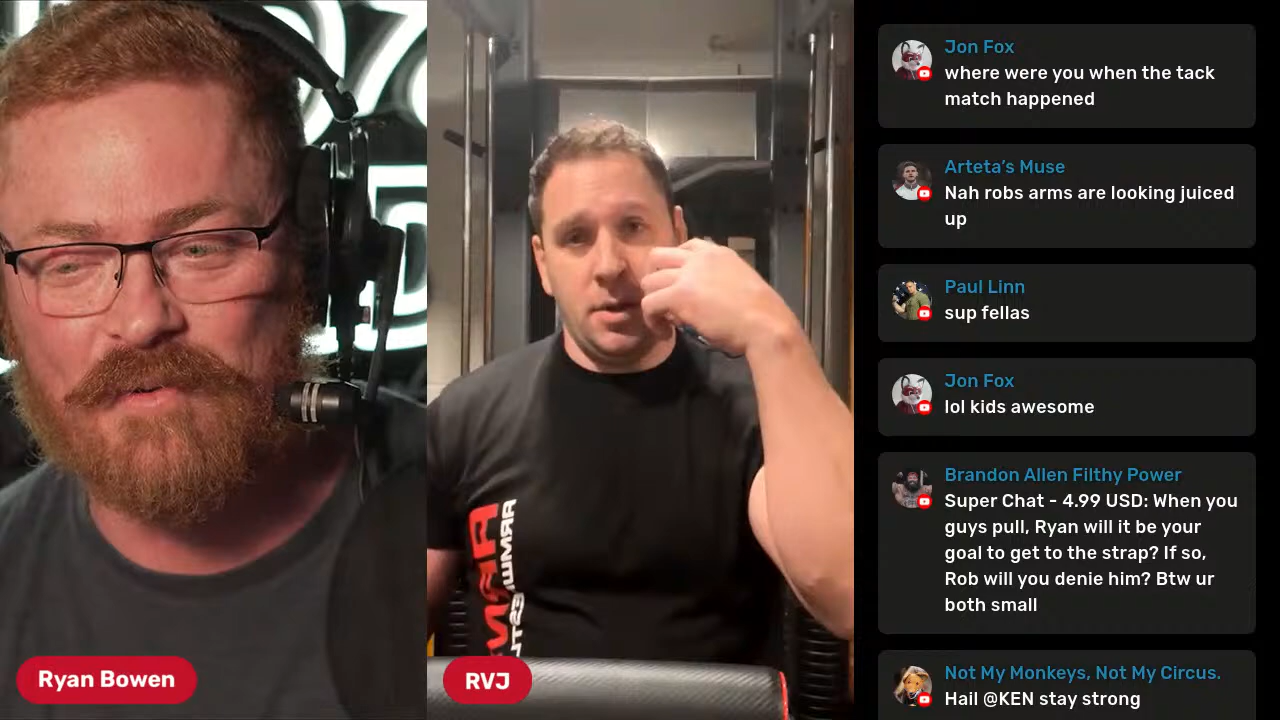 Jon Fox
where were you when the tack
match happened
Arteta's Muse
Nah robs arms are looking juiced
up
Paul Linn
sup fellas
Jon Fox
lol kids awesome
Brandon Allen Filthy Power
Super Chat - 4.99 USD: When you
guys pull, Ryan will it be your
goal to get to the strap? If so,
Rob will you denie him? Btw ur
both small
Not My Monkeys, Not My Circus.
Hail @KEN stay strong
Ryan Bowen
RVJ